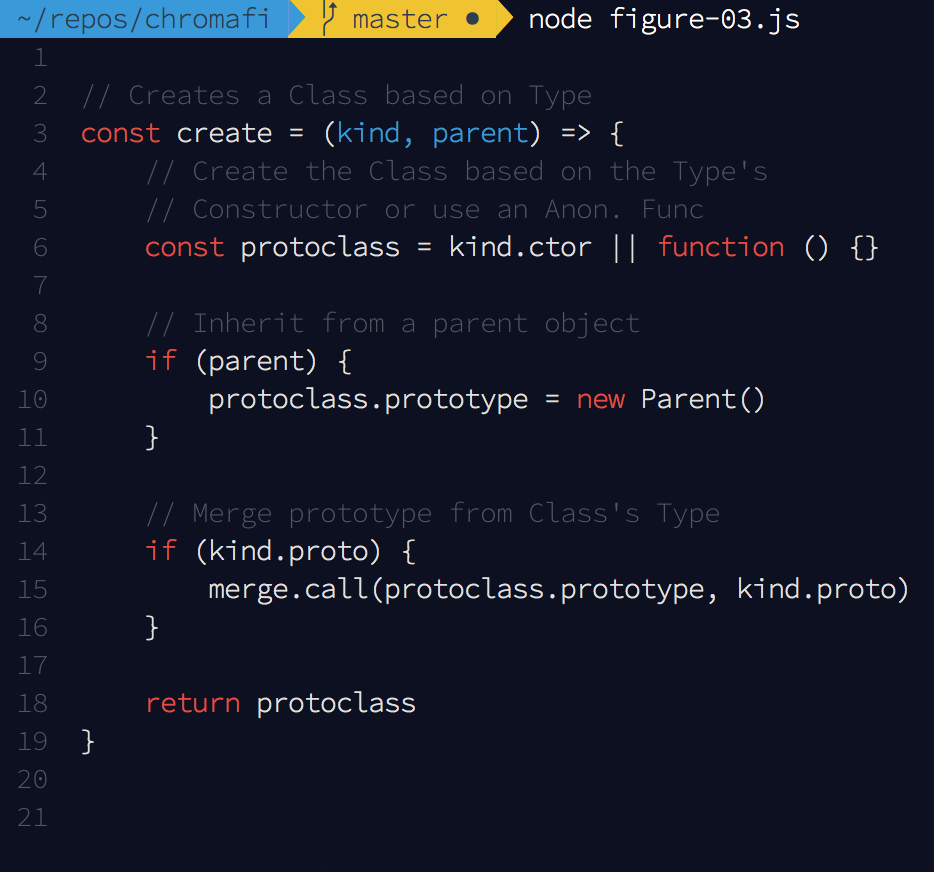 ~/repos/chromafi master ● node figure-03.js
1
2 // Creates a Class based on Type
3 const create = (kind, parent) => {
4     // Create the Class based on the Type's
5     // Constructor or use an Anon. Func
6     const protoclass = kind.ctor || function () {}
7
8     // Inherit from a parent object
9     if (parent) {
10         protoclass.prototype = new Parent()
11     }
12
13     // Merge prototype from Class's Type
14     if (kind.proto) {
15         merge.call(protoclass.prototype, kind.proto)
16     }
17
18     return protoclass
19 }
20
21